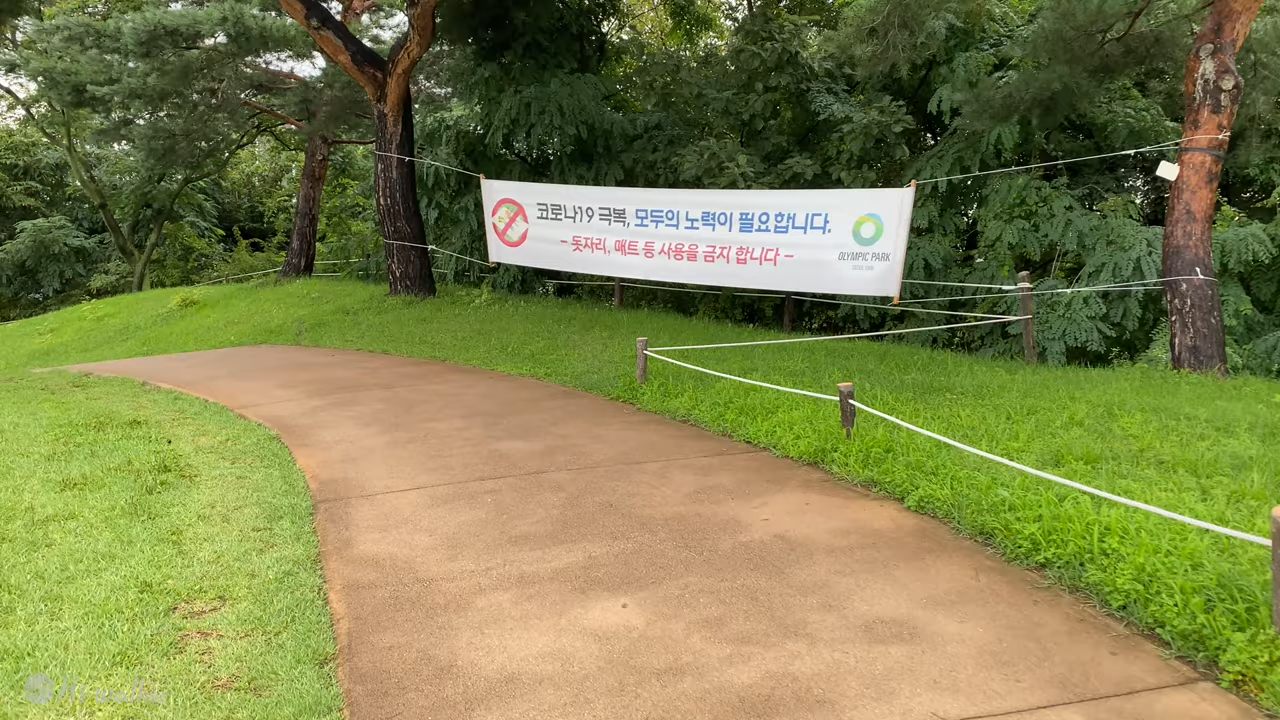 코로나19 극복, 모두의 노력이 필요합니다.
- 돗자리, 매트 등 사용을 금지 합니다 -
OLYMPIC PARK